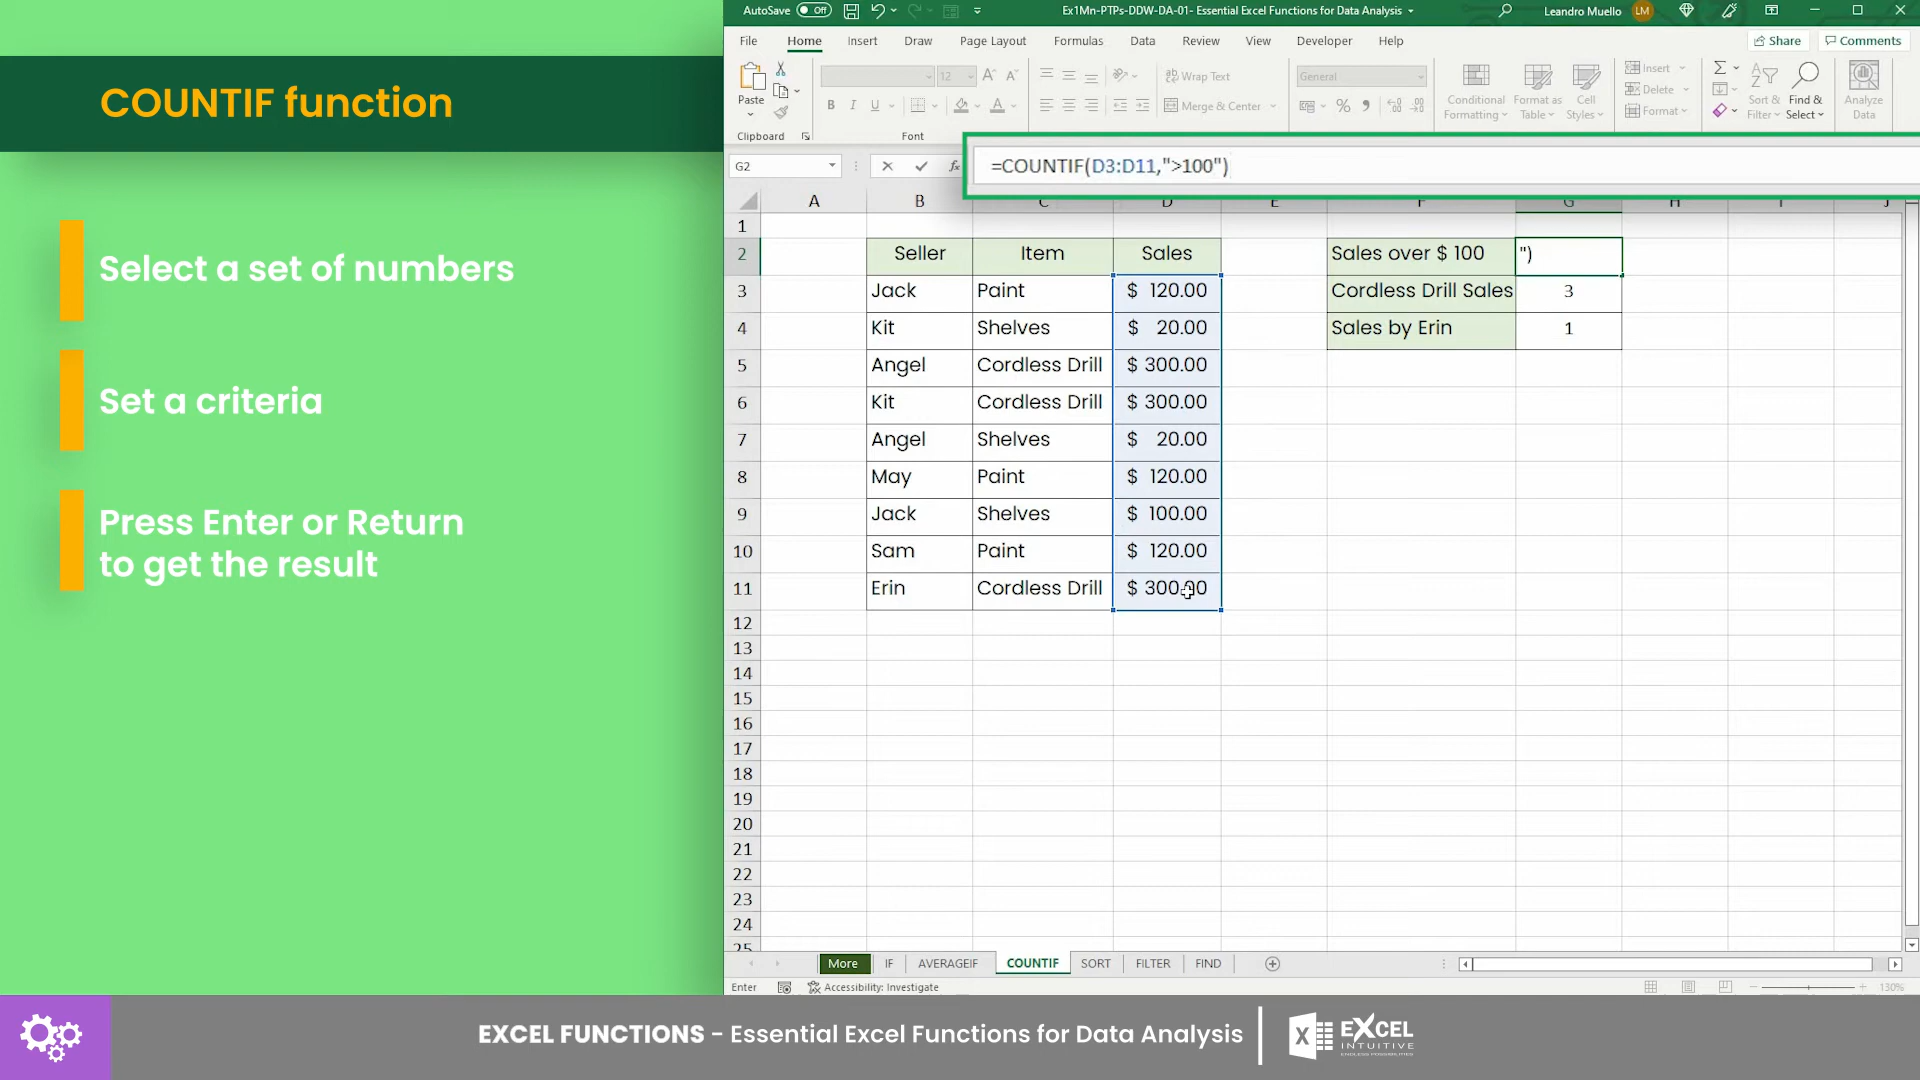 COUNTIF function
Select a set of numbers
Set a criteria
Press Enter or Return
to get the result
AutoSave Off
Ex1Mn-PTPs-DDW-DA-01- Essential Excel Functions for Data Analysis
Leandro Muello LM
File Home Insert Draw Page Layout Formulas Data Review View Developer Help
Share Comments
Paste
12
Wrap Text
Merge & Center
General
Conditional Formatting
Format as Table
Cell Styles
Insert
Delete
Format
Sort & Filter
Find & Select
Analyze Data
Clipboard Font
G2
=COUNTIF(D3:D11,">100")
A B C D E F G H I J
1
2 Seller Item Sales Sales over $ 100 ")
3 Jack Paint $ 120.00 Cordless Drill Sales 3
4 Kit Shelves $ 20.00 Sales by Erin 1
5 Angel Cordless Drill $ 300.00
6 Kit Cordless Drill $ 300.00
7 Angel Shelves $ 20.00
8 May Paint $ 120.00
9 Jack Shelves $ 100.00
10 Sam Paint $ 120.00
11 Erin Cordless Drill $ 300.00
12
13
14
15
16
17
18
19
20
21
22
23
24
25
More IF AVERAGEIF COUNTIF SORT FILTER FIND
Enter Accessibility: Investigate 130%
EXCEL FUNCTIONS - Essential Excel Functions for Data Analysis
EXCEL
INTUITIVE
ENDLESS POSSIBILITIES